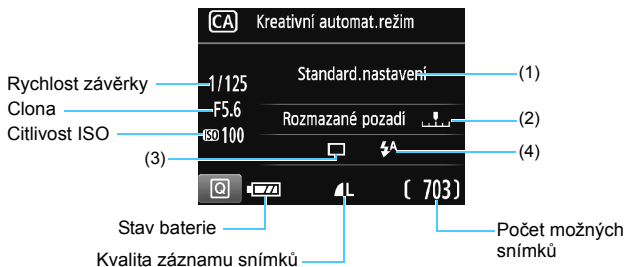 CA Kreativní automat.režim
Rychlost závěrky 1/125 Standard.nastavení (1)
Clona F5.6
Rozmazané pozadí (2)
Citlivost ISO ISO 100
(3) A (4)
Q L ( 703)
Stav baterie
Počet možných
snímků
Kvalita záznamu snímků